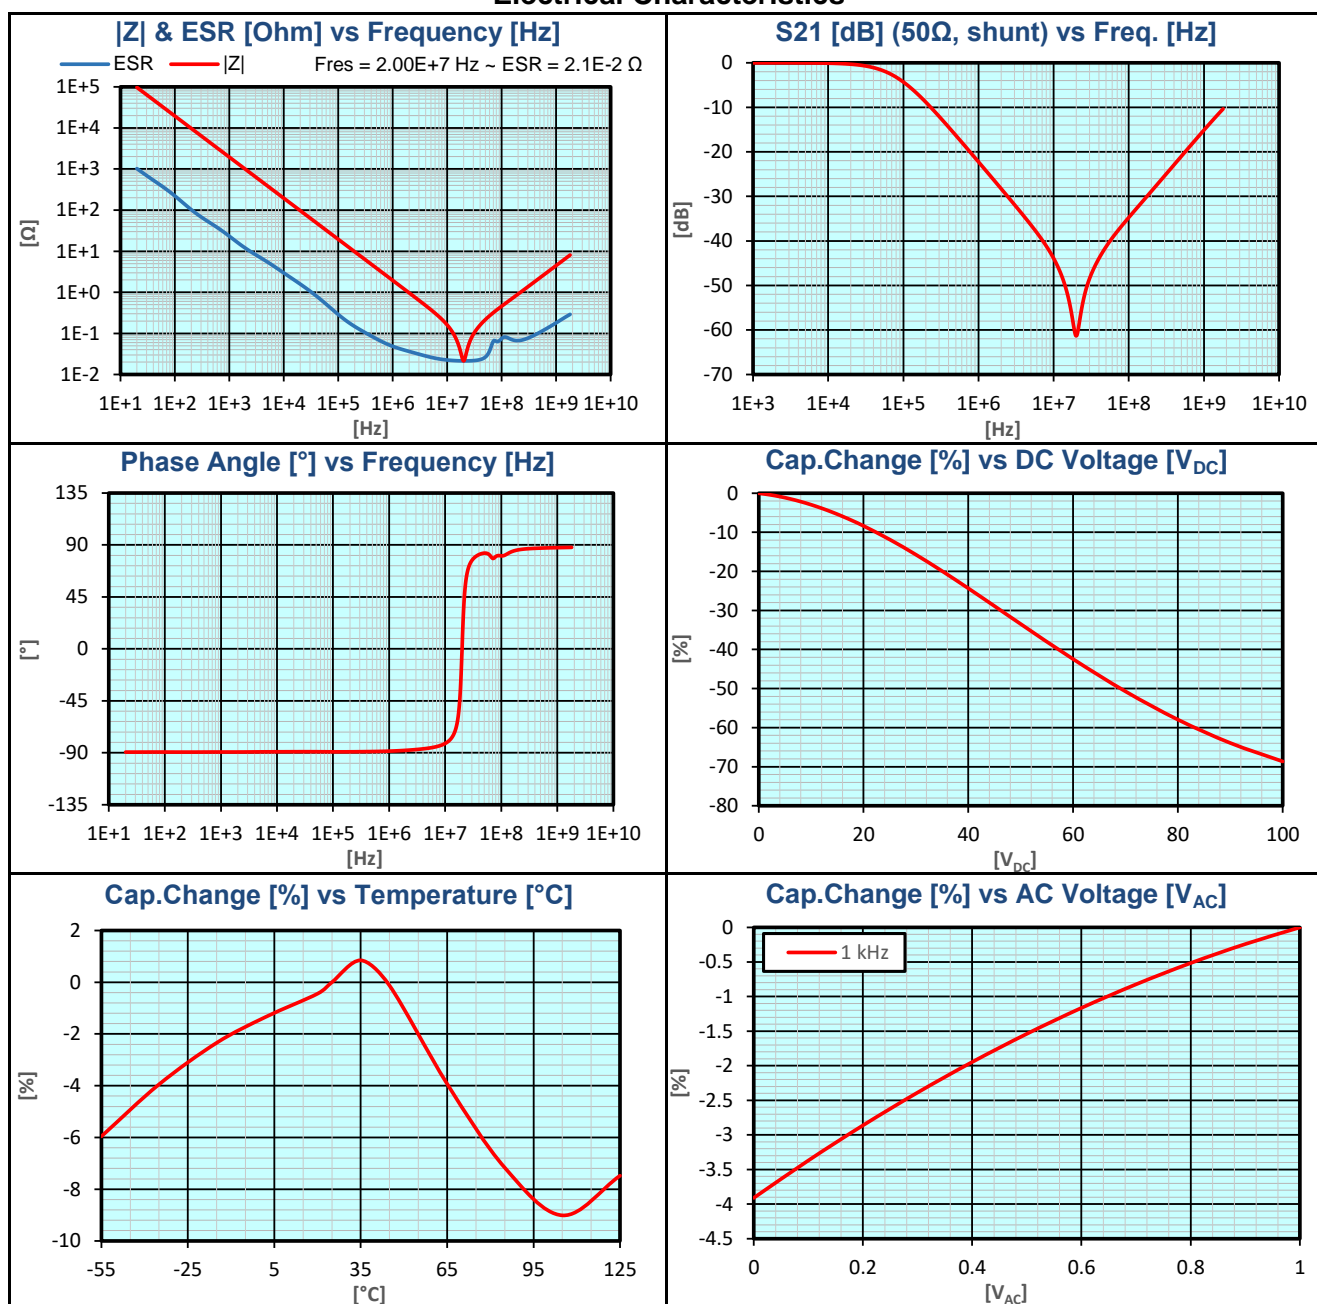 Electrical Characteristics
|Z| & ESR [Ohm] vs Frequency [Hz]
ESR |Z| Fres = 2.00E+7 Hz ~ ESR = 2.1E-2 Ω
1E+5
1E+4
1E+3
1E+2
1E+1
1E+0
1E-1
1E-2
[Ω]
1E+1 1E+2 1E+3 1E+4 1E+5 1E+6 1E+7 1E+8 1E+9 1E+10
[Hz]
S21 [dB] (50Ω, shunt) vs Freq. [Hz]
0
-10
-20
-30
-40
-50
-60
-70
[dB]
1E+3 1E+4 1E+5 1E+6 1E+7 1E+8 1E+9 1E+10
[Hz]
Phase Angle [°] vs Frequency [Hz]
135
90
45
0
-45
-90
-135
[°]
1E+1 1E+2 1E+3 1E+4 1E+5 1E+6 1E+7 1E+8 1E+9 1E+10
[Hz]
Cap.Change [%] vs DC Voltage [VDC]
0
-10
-20
-30
-40
-50
-60
-70
-80
[%]
0 20 40 60 80 100
[VDC]
Cap.Change [%] vs Temperature [°C]
2
0
-2
-4
-6
-8
-10
[%]
-55 -25 5 35 65 95 125
[°C]
Cap.Change [%] vs AC Voltage [VAC]
1 kHz
0
-0.5
-1
-1.5
-2
-2.5
-3
-3.5
-4
-4.5
[%]
0 0.2 0.4 0.6 0.8 1
[VAC]